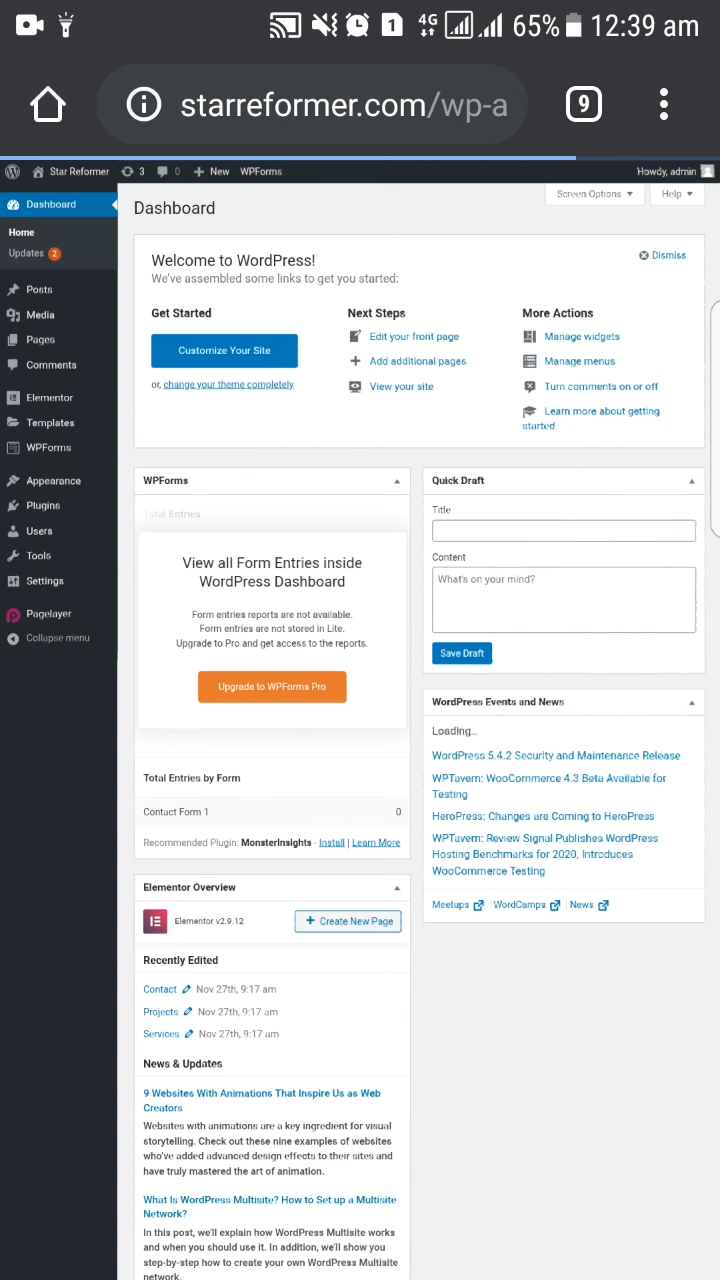 4G 1 65% 12:39 am
starreformer.com/wp-a 9
Star Reformer 3 0 New WPForms Howdy, admin
Dashboard
Home
Updates 2
Posts
Media
Pages
Comments
Elementor
Templates
WPForms
Appearance
Plugins
Users
Tools
Settings
Pagelayer
Collapse menu
Screen Options Help
Dashboard
Welcome to WordPress!
Dismiss
We've assembled some links to get you started:
Get Started
Customize Your Site
or, change your theme completely
Next Steps
Edit your front page
Add additional pages
View your site
More Actions
Manage widgets
Manage menus
Turn comments on or off
Learn more about getting
started
WPForms
Total Entries
View all Form Entries inside
WordPress Dashboard
Form entries reports are not available.
Form entries are not stored in Lite.
Upgrade to Pro and get access to the reports.
Upgrade to WPForms Pro
Total Entries by Form
Contact Form 1 0
Recommended Plugin: MonsterInsights - Install | Learn More
Elementor Overview
Elementor v2.9.12
Create New Page
Recently Edited
Contact Nov 27th, 9:17 am
Projects Nov 27th, 9:17 am
Services Nov 27th, 9:17 am
News & Updates
9 Websites With Animations That Inspire Us as Web
Creators
Websites with animations are a key ingredient for visual
storytelling. Check out these nine examples of websites
who've added advanced design effects to their sites and
have truly mastered the art of animation.
What Is WordPress Multisite? How to Set up a Multisite
Network?
In this post, we'll explain how WordPress Multisite works
and when you should use it. In addition, we'll show you
step-by-step how to create your own WordPress Multisite
network.
Quick Draft
Title
Content
What's on your mind?
Save Draft
WordPress Events and News
Loading...
WordPress 5.4.2 Security and Maintenance Release
WPTavern: WooCommerce 4.3 Beta Available for
Testing
HeroPress: Changes are Coming to HeroPress
WPTavern: Review Signal Publishes WordPress
Hosting Benchmarks for 2020, Introduces
WooCommerce Testing
Meetups | WordCamps | News